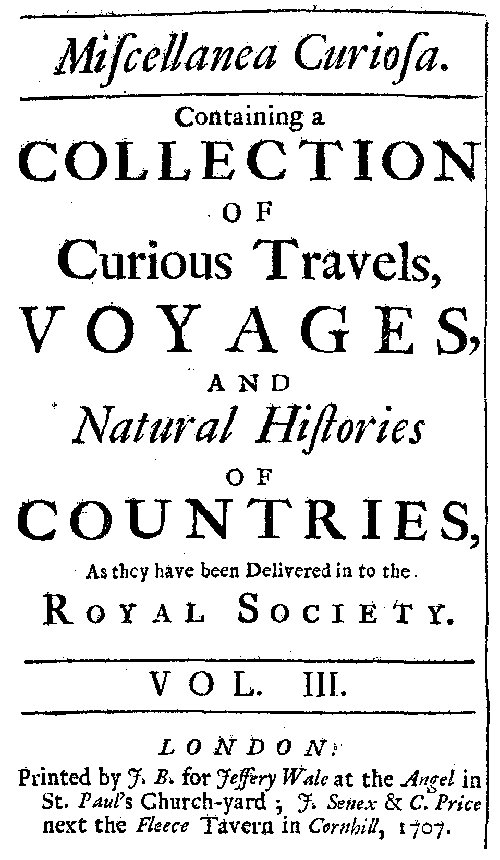 Miſcellanea Curioſa.
Containing a
COLLECTION
OF
Curious Travels,
VOYAGES,
AND
Natural Hiſtories
OF
COUNTRIES,
As they have been Delivered in to the.
ROYAL SOCIETY.
VOL. III.
LONDON:
Printed by J. B. for Jeffery Wale at the Angel in
St. Paul's Church-yard ; J. Senex & C. Price
next the Fleece Tavern in Cornhill, 1707.